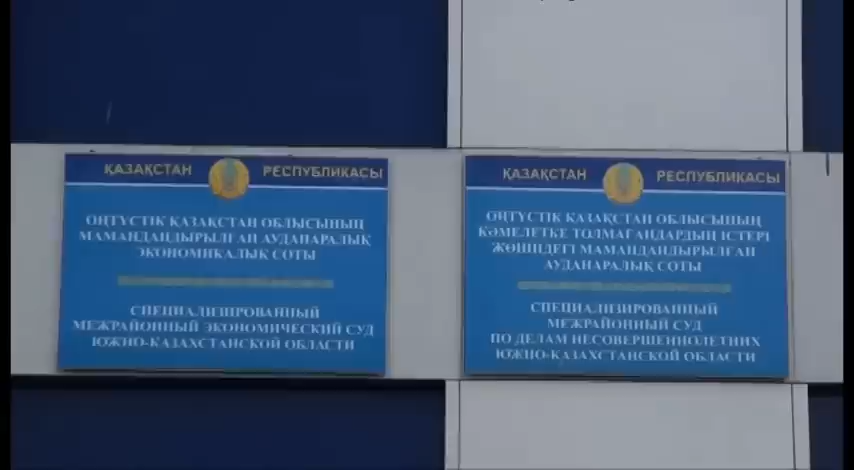 ҚАЗАҚСТАН РЕСПУБЛИКАСЫ
ОҢТҮСТІК ҚАЗАҚСТАН ОБЛЫСЫНЫҢ
МАМАНДАНДЫРЫЛҒАН АУДАНАРАЛЫҚ
ЭКОНОМИКАЛЫҚ СОТЫ
СПЕЦИАЛИЗИРОВАННЫЙ
МЕЖРАЙОННЫЙ ЭКОНОМИЧЕСКИЙ СУД
ЮЖНО-КАЗАХСТАНСКОЙ ОБЛАСТИ
ҚАЗАҚСТАН РЕСПУБЛИКАСЫ
ОҢТҮСТІК ҚАЗАҚСТАН ОБЛЫСЫНЫҢ
КӘМЕЛЕТКЕ ТОЛМАҒАНДАРДЫҢ ІСТЕРІ
ЖӨНІНДЕГІ МАМАНДАНДЫРЫЛҒАН
АУДАНАРАЛЫҚ СОТЫ
СПЕЦИАЛИЗИРОВАННЫЙ
МЕЖРАЙОННЫЙ СУД
ПО ДЕЛАМ НЕСОВЕРШЕННОЛЕТНИХ
ЮЖНО-КАЗАХСТАНСКОЙ ОБЛАСТИ